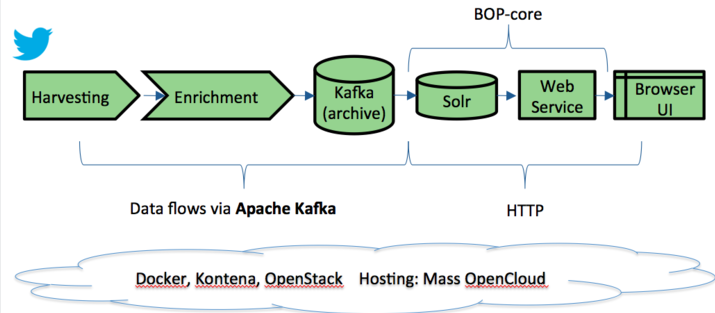 BOP-core
Harvesting
Enrichment
Kafka
(archive)
Solr
Web
Service
Browser
UI
Data flows via Apache Kafka
HTTP
Docker, Kontena, OpenStack Hosting: Mass OpenCloud